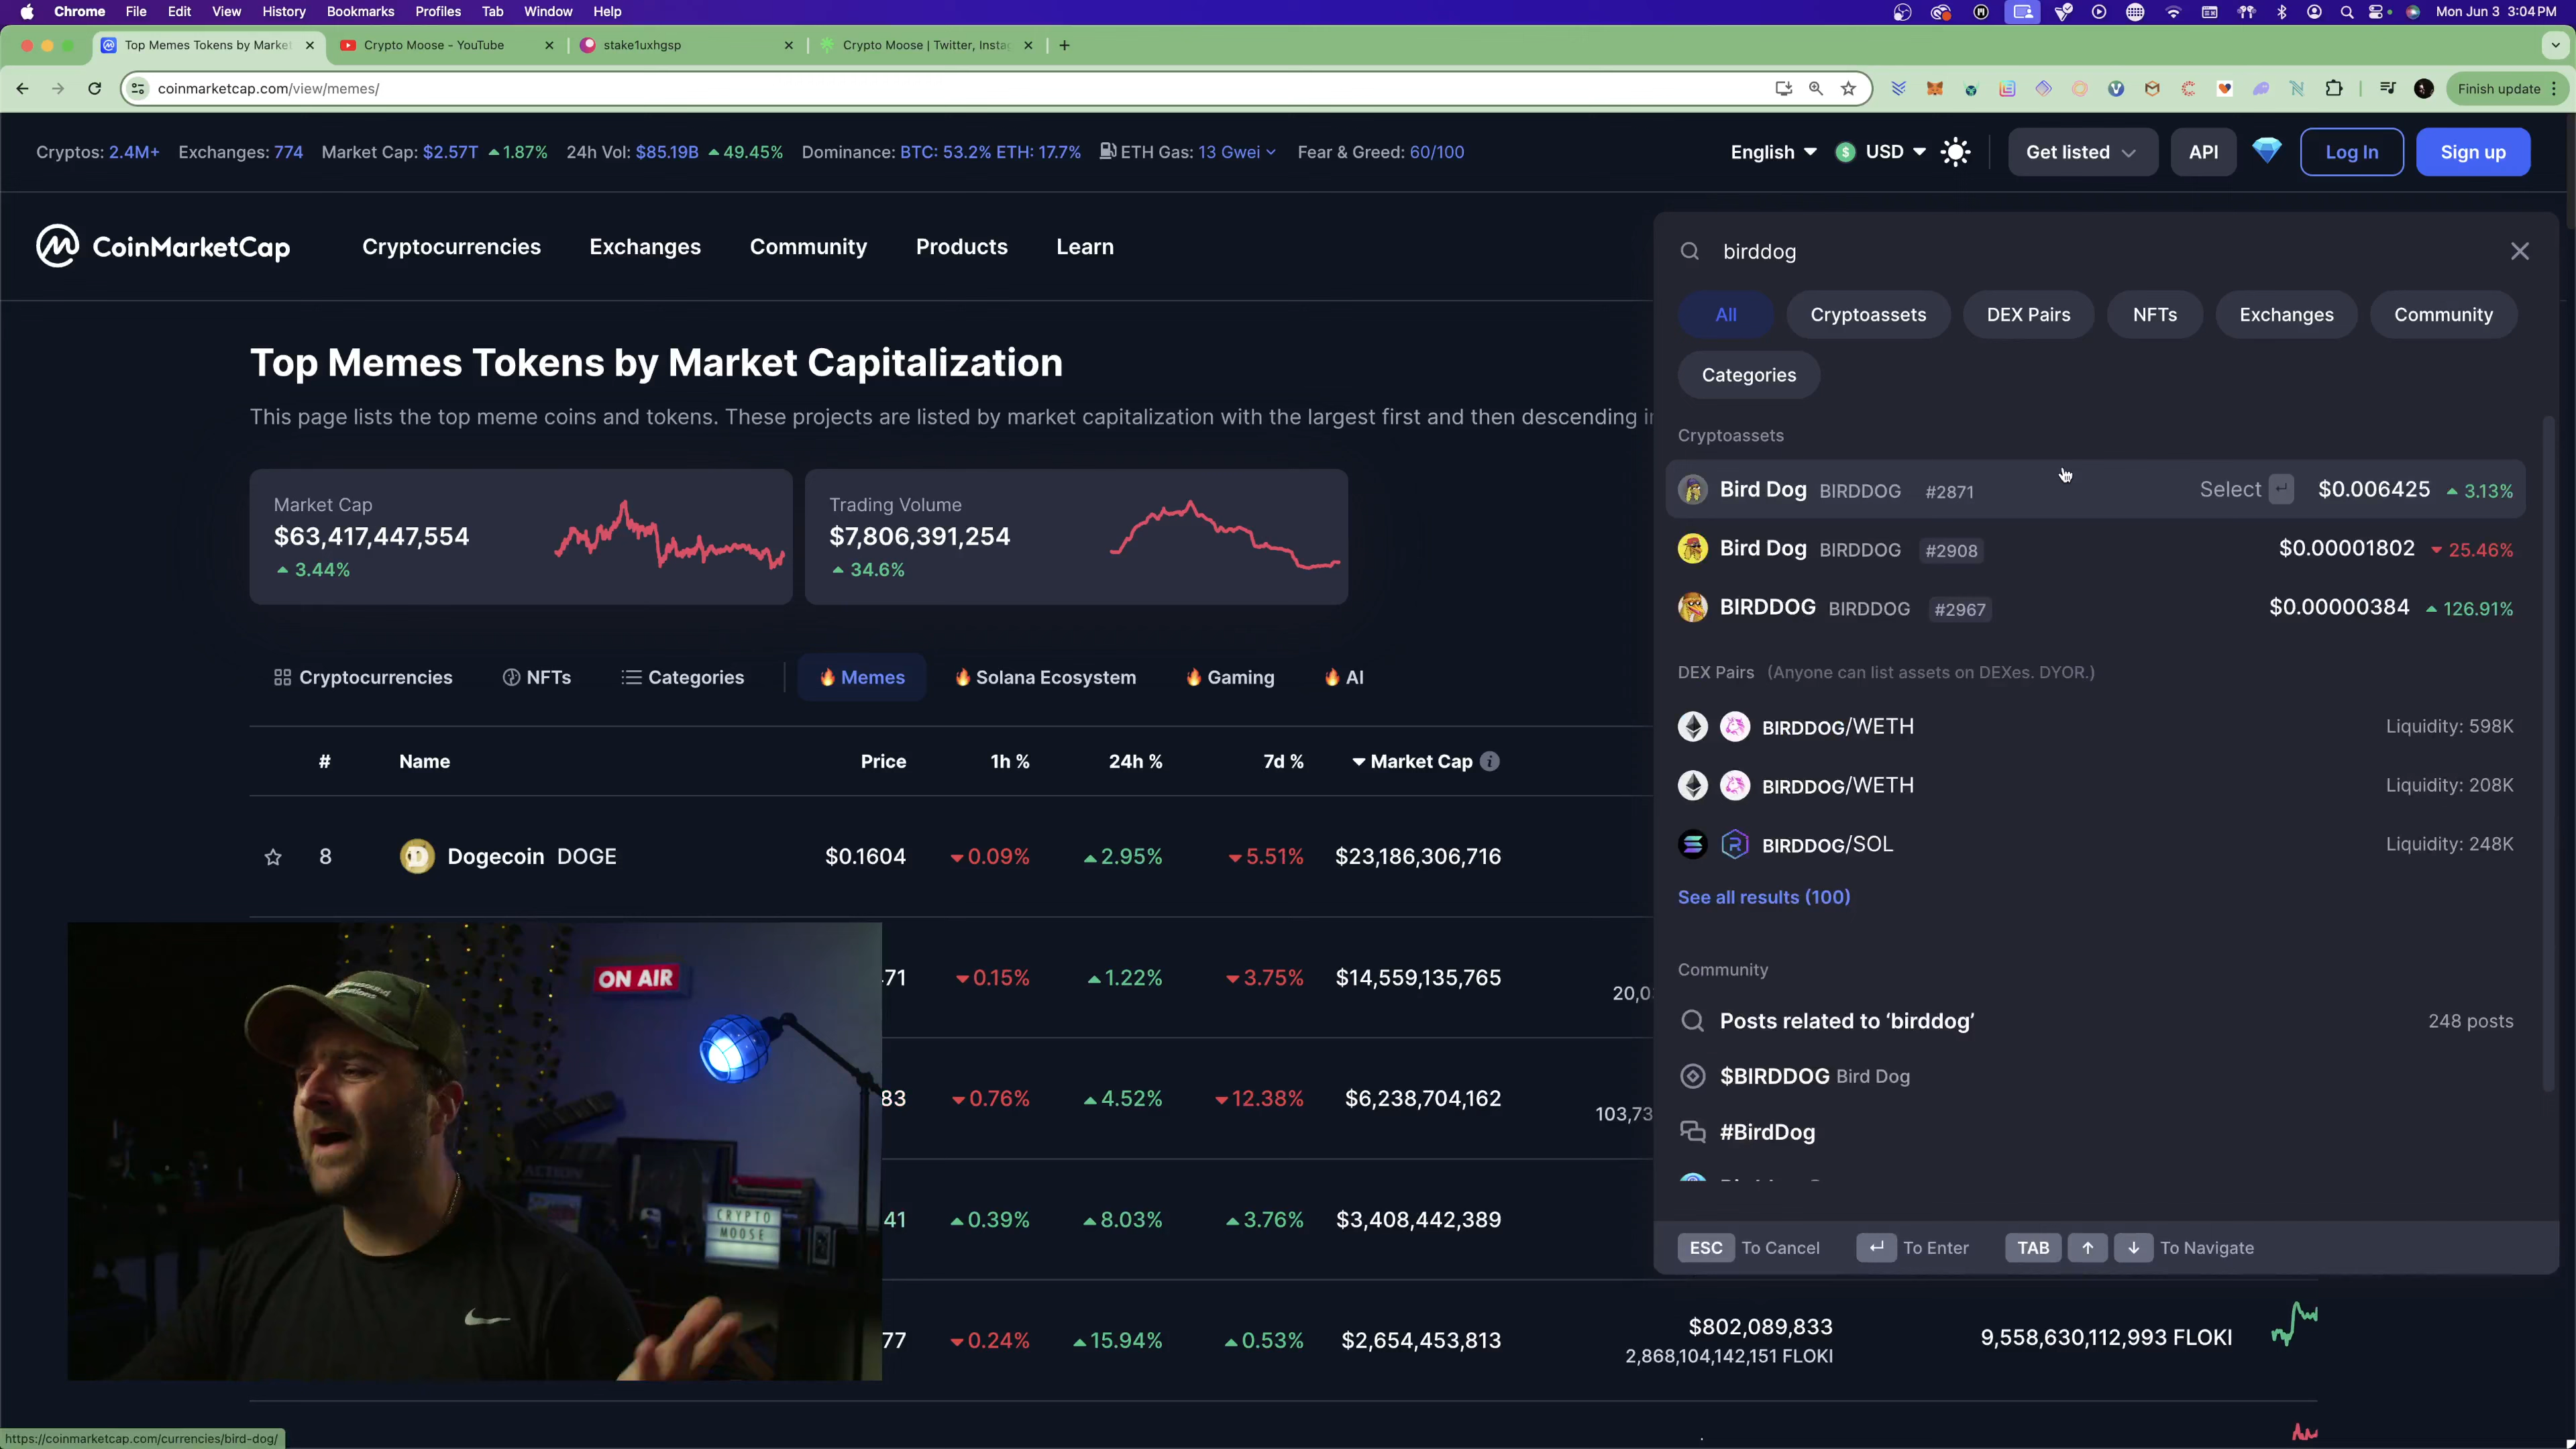 Chrome File Edit View History Bookmarks Profiles Tab Window Help Mon Jun 3 3:04 PM
Top Memes Tokens by Market Crypto Moose - YouTube stake1uxhgsp Crypto Moose | Twitter, Insta
coinmarketcap.com/view/memes/ Finish update
Cryptos: 2.4M+ Exchanges: 774 Market Cap: $2.57T 1.87% 24h Vol: $85.19B 49.45% Dominance: BTC: 53.2% ETH: 17.7% ETH Gas: 13 Gwei Fear & Greed: 60/100 English USD Get listed API Log In Sign up
CoinMarketCap Cryptocurrencies Exchanges Community Products Learn
birddog
All Cryptoassets DEX Pairs NFTs Exchanges Community
Categories
Cryptoassets
Bird Dog BIRDDOG #2871 Select $0.006425 3.13%
Bird Dog BIRDDOG #2908 $0.00001802 25.46%
BIRDDOG BIRDDOG #2967 $0.00000384 126.91%
DEX Pairs (Anyone can list assets on DEXes. DYOR.)
BIRDDOG/WETH Liquidity: 598K
BIRDDOG/WETH Liquidity: 208K
BIRDDOG/SOL Liquidity: 248K
See all results (100)
Community
Posts related to ‘birddog’ 248 posts
$BIRDDOG Bird Dog
#BirdDog
ESC To Cancel To Enter TAB To Navigate
Top Memes Tokens by Market Capitalization
This page lists the top meme coins and tokens. These projects are listed by market capitalization with the largest first and then descending
Market Cap
$63,417,447,554
3.44%
Trading Volume
$7,806,391,254
34.6%
Cryptocurrencies NFTs Categories Memes Solana Ecosystem Gaming AI
# Name Price 1h % 24h % 7d % Market Cap
8 Dogecoin DOGE $0.1604 0.09% 2.95% 5.51% $23,186,306,716
71 0.15% 1.22% 3.75% $14,559,135,765
20,0
83 0.76% 4.52% 12.38% $6,238,704,162
103,73
41 0.39% 8.03% 3.76% $3,408,442,389
77 0.24% 15.94% 0.53% $2,654,453,813 $802,089,833 9,558,630,112,993 FLOKI
2,868,104,142,151 FLOKI
ON AIR
ACTION
CRYPTO
MOOSE
https://coinmarketcap.com/currencies/bird-dog/